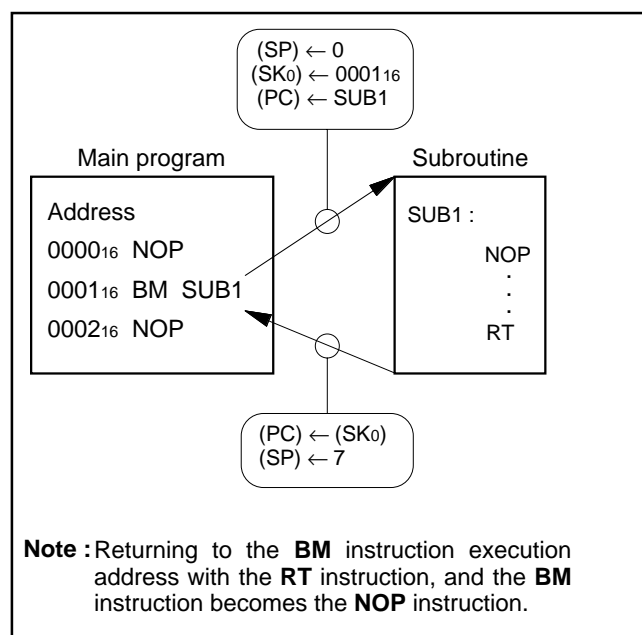 (SP) ← 0
(SK₀) ← 0001₁₆
(PC) ← SUB1
Main program
Subroutine
Address
0000₁₆ NOP
0001₁₆ BM SUB1
0002₁₆ NOP
SUB1 :
NOP
·
·
·
RT
(PC) ← (SK₀)
(SP) ← 7
Note : Returning to the BM instruction execution
address with the RT instruction, and the BM
instruction becomes the NOP instruction.